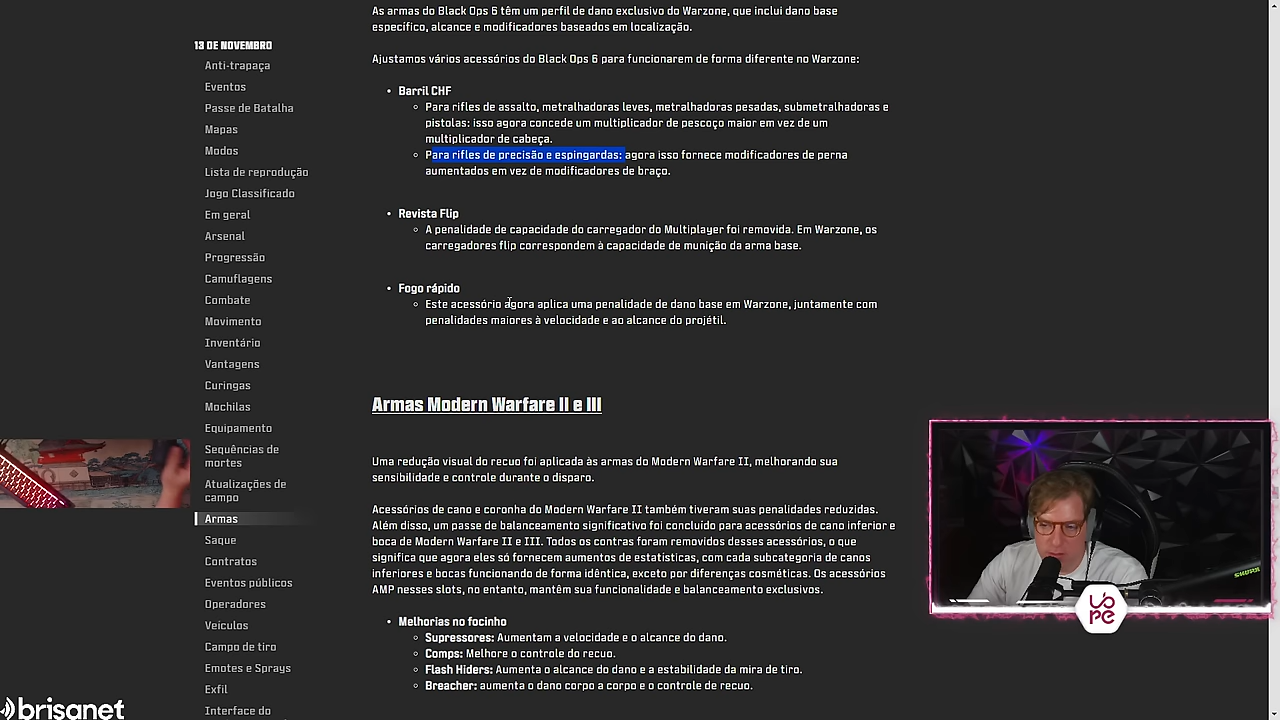 As armas do Black Ops 6 têm um perfil de dano exclusivo do Warzone, que inclui dano base
específico, alcance e modificadores baseados em localização.
Ajustamos vários acessórios do Black Ops 6 para funcionarem de forma diferente no Warzone:
• Barril CHF
Para rifles de assalto, metralhadoras leves, metralhadoras pesadas, submetralhadoras e
pistolas: isso agora concede um multiplicador de pescoço maior em vez de um
multiplicador de cabeça.
Para rifles de precisão e espingardas: agora isso fornece modificadores de perna
aumentados em vez de modificadores de braço.
• Revista Flip
A penalidade de capacidade do carregador do Multiplayer foi removida. Em Warzone, os
carregadores flip correspondem à capacidade de munição da arma base.
• Fogo rápido
Este acessório agora aplica uma penalidade de dano base em Warzone, juntamente com
penalidades maiores à velocidade e ao alcance do projétil.
Armas Modern Warfare II e III
Uma redução visual do recuo foi aplicada às armas do Modern Warfare II, melhorando sua
sensibilidade e controle durante o disparo.
Acessórios de cano e coronha do Modern Warfare II também tiveram suas penalidades reduzidas.
Além disso, um passe de balanceamento significativo foi concluído para acessórios de cano inferior e
boca de Modern Warfare II e III. Todos os contras foram removidos desses acessórios, o que
significa que agora eles só fornecem aumentos de estatísticas, com cada subcategoria de canos
inferiores e bocas funcionando de forma idêntica, exceto por diferenças cosméticas. Os acessórios
AMP nesses slots, no entanto, mantêm sua funcionalidade e balanceamento exclusivos.
• Melhorias no focinho
Supressores: Aumentam a velocidade e o alcance do dano.
Comps: Melhore o controle do recuo.
Flash Hiders: Aumenta o alcance do dano e a estabilidade da mira de tiro.
Breacher: aumenta o dano corpo a corpo e o controle de recuo.
13 DE NOVEMBRO
Anti-trapaça
Eventos
Passe de Batalha
Mapas
Modos
Lista de reprodução
Jogo Classificado
Em geral
Arsenal
Progressão
Camuflagens
Combate
Movimento
Inventário
Vantagens
Curingas
Mochilas
Equipamento
Sequências de
mortes
Atualizações de
campo
Armas
Saque
Contratos
Eventos públicos
Operadores
Veículos
Campo de tiro
Emotes e Sprays
Exfil
Interface do
brisanet
SHURE